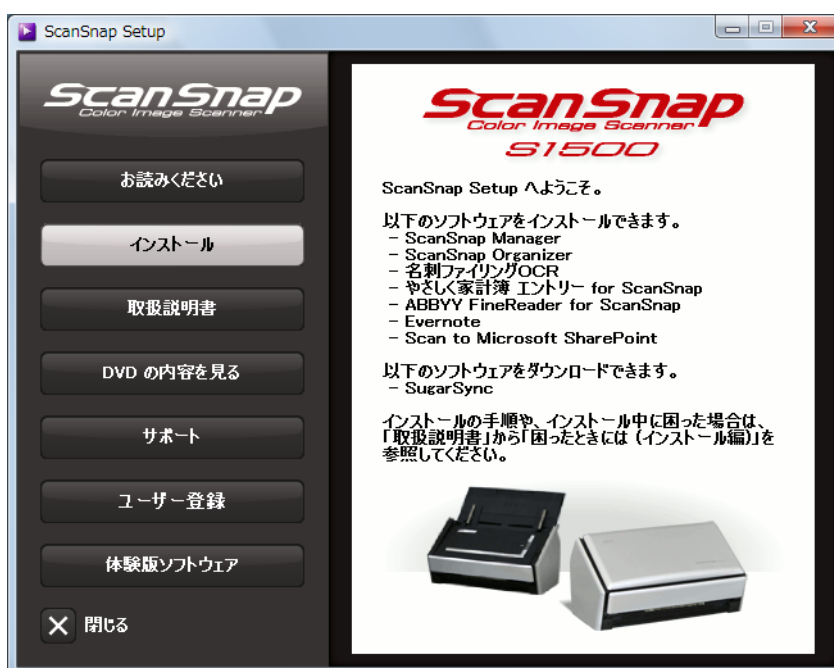 ScanSnap Setup
ScanSnap
Color Image Scanner
お読みください
インストール
取扱説明書
DVD の内容を見る
サポート
ユーザー登録
体験版ソフトウェア
閉じる
ScanSnap
Color Image Scanner
S1500
ScanSnap Setup へようこそ。
以下のソフトウェアをインストールできます。
- ScanSnap Manager
- ScanSnap Organizer
- 名刺ファイリングOCR
- やさしく家計簿 エントリー for ScanSnap
- ABBYY FineReader for ScanSnap
- Evernote
- Scan to Microsoft SharePoint
以下のソフトウェアをダウンロードできます。
- SugarSync
インストールの手順や、インストール中に困った場合は、
「取扱説明書」から「困ったときには (インストール編)」を
参照してください。